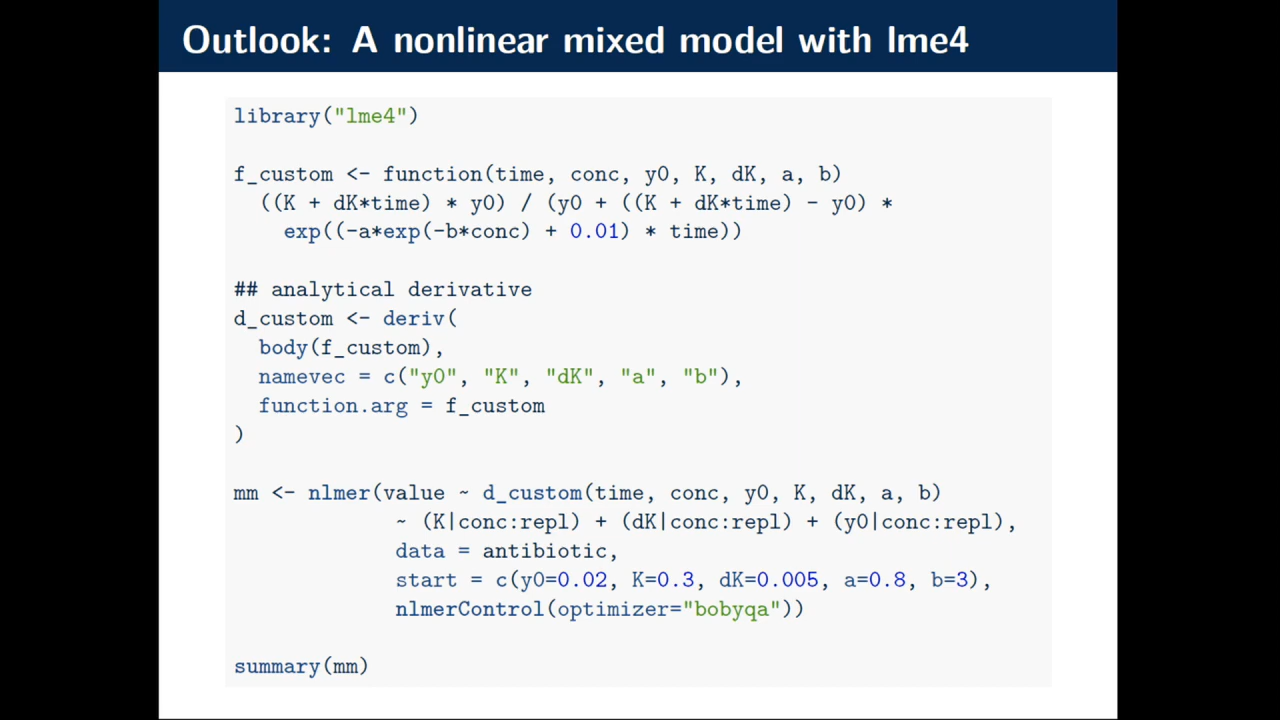 Outlook: A nonlinear mixed model with lme4
library("lme4")
f_custom <- function(time, conc, y0, K, dK, a, b)
((K + dK*time) * y0) / (y0 + ((K + dK*time) - y0) *
exp((-a*exp(-b*conc) + 0.01) * time))
## analytical derivative
d_custom <- deriv(
body(f_custom),
namevec = c("y0", "K", "dK", "a", "b"),
function.arg = f_custom
)
mm <- nlmer(value ~ d_custom(time, conc, y0, K, dK, a, b)
~ (K|conc:repl) + (dK|conc:repl) + (y0|conc:repl),
data = antibiotic,
start = c(y0=0.02, K=0.3, dK=0.005, a=0.8, b=3),
nlmerControl(optimizer="bobyqa"))
summary(mm)